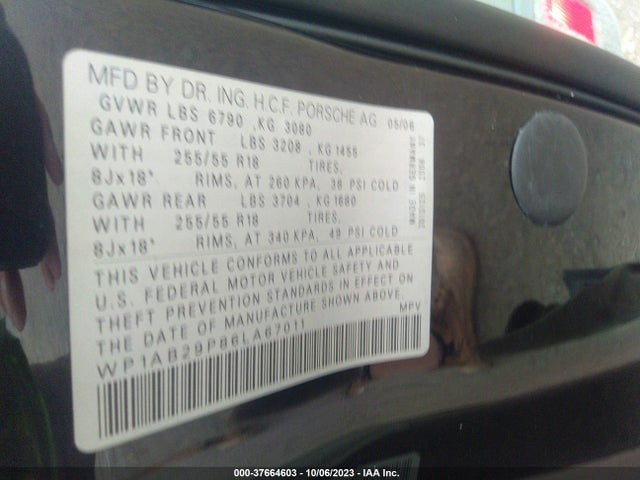 MFD BY DR. ING. H.C.F. PORSCHE AG 05/06
GVWR LBS 6790 , KG 3080
GAWR FRONT LBS 3208 , KG 1455
WITH 255/55 R18 TIRES,
8Jx18" RIMS, AT 260 KPA, 38 PSI COLD
GAWR REAR LBS 3704 , KG 1680
WITH 255/55 R18 TIRES,
8Jx18" RIMS, AT 340 KPA, 49 PSI COLD
THIS VEHICLE CONFORMS TO ALL APPLICABLE
U.S. FEDERAL MOTOR VEHICLE SAFETY AND
THEFT PREVENTION STANDARDS IN EFFECT ON
THE DATE OF MANUFACTURE SHOWN ABOVE.
WP1AB29P86LA67011 MPV
MADE IN GERMANY
000-37664603 - 10/06/2023 - IAA Inc.